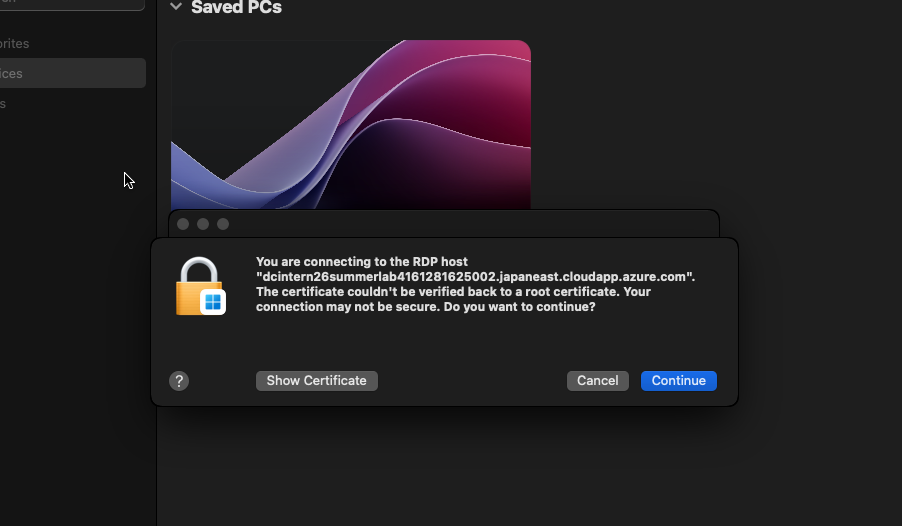 Saved PCs
You are connecting to the RDP host
"dcintern26summerlab4161281625002.japaneast.cloudapp.azure.com".
The certificate couldn't be verified back to a root certificate. Your
connection may not be secure. Do you want to continue?
?
Show Certificate
Cancel
Continue